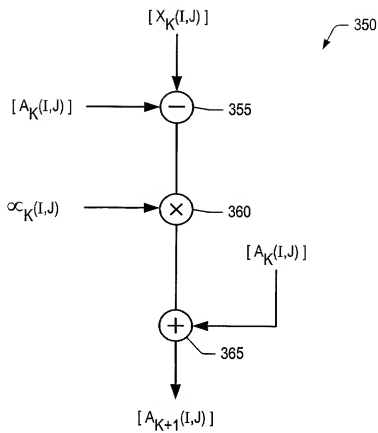 [ X_K(I,J) ]
350
[ A_K(I,J) ]
−
355
∝_K(I,J)
×
360
[ A_K(I,J) ]
+
365
[ A_K+1(I,J) ]